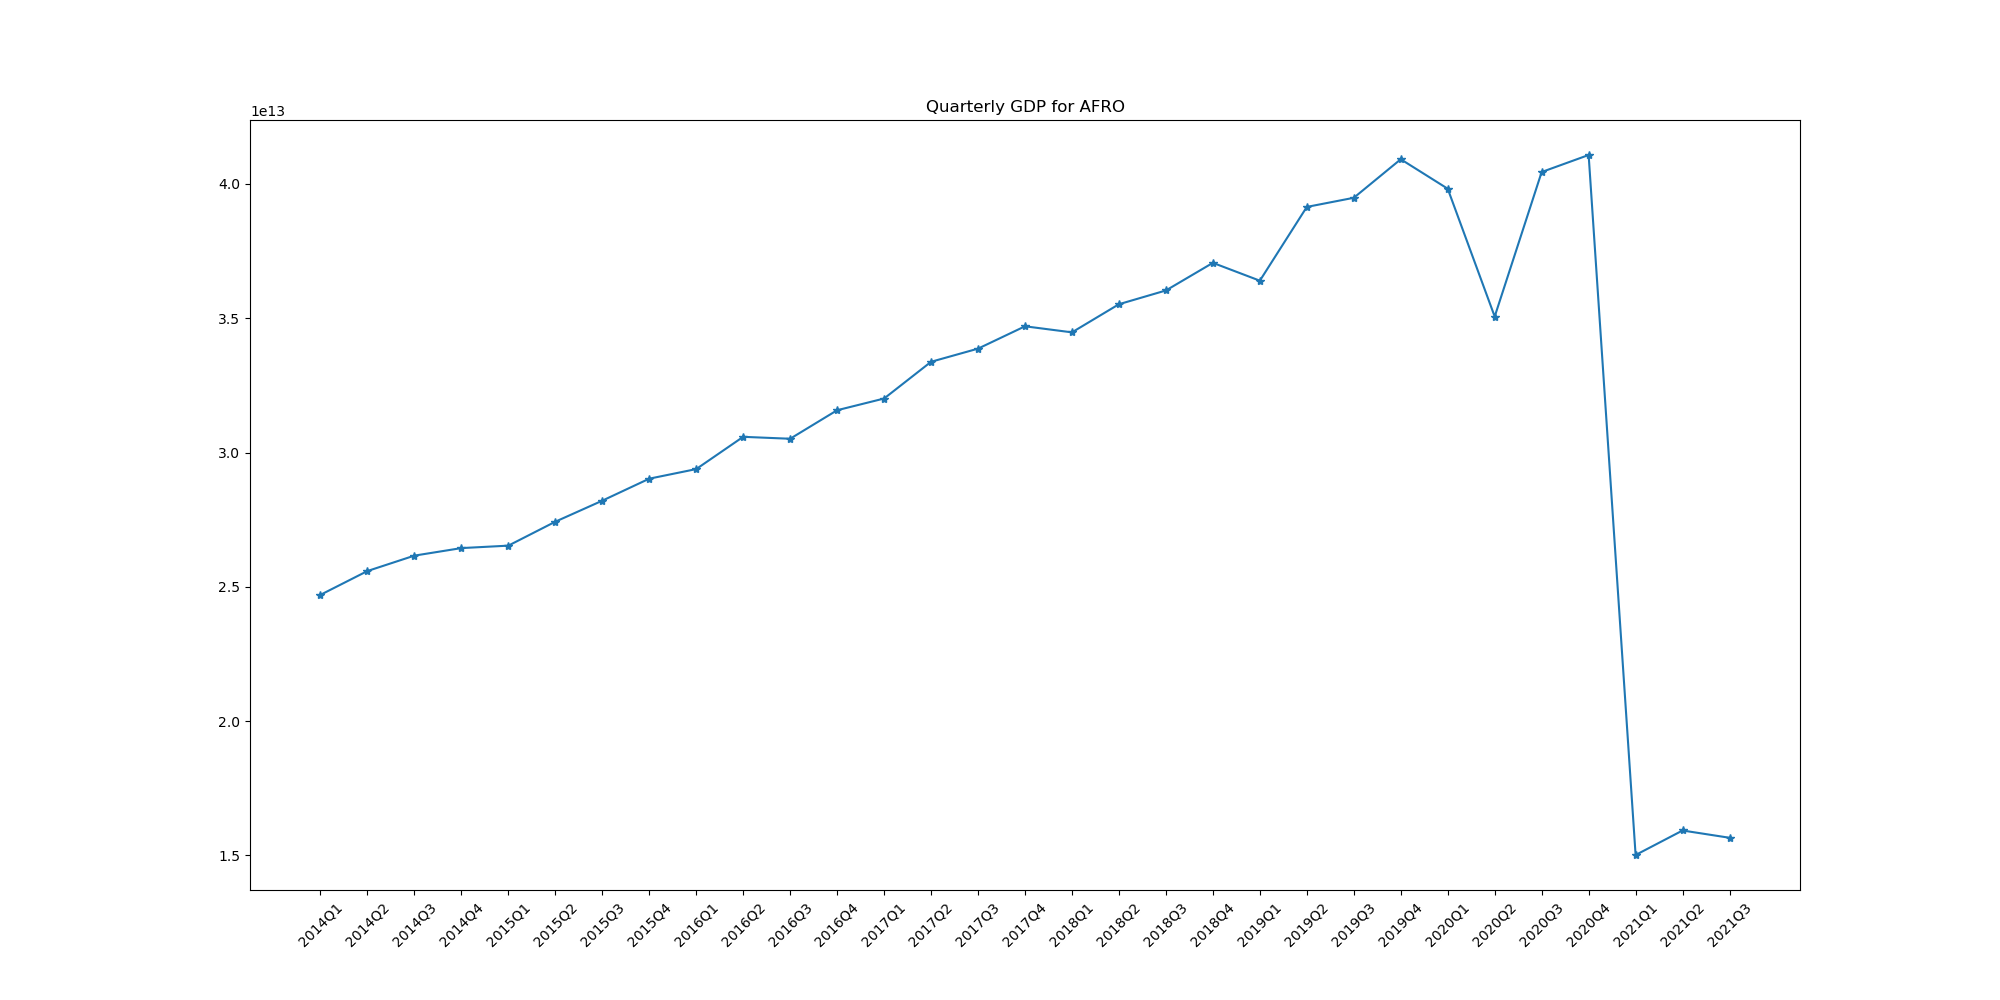 Quarterly GDP for AFRO
1e13
4.0
3.5
3.0
2.5
2.0
1.5
2014Q1
2014Q2
2014Q3
2014Q4
2015Q1
2015Q2
2015Q3
2015Q4
2016Q1
2016Q2
2016Q3
2016Q4
2017Q1
2017Q2
2017Q3
2017Q4
2018Q1
2018Q2
2018Q3
2018Q4
2019Q1
2019Q2
2019Q3
2019Q4
2020Q1
2020Q2
2020Q3
2020Q4
2021Q1
2021Q2
2021Q3